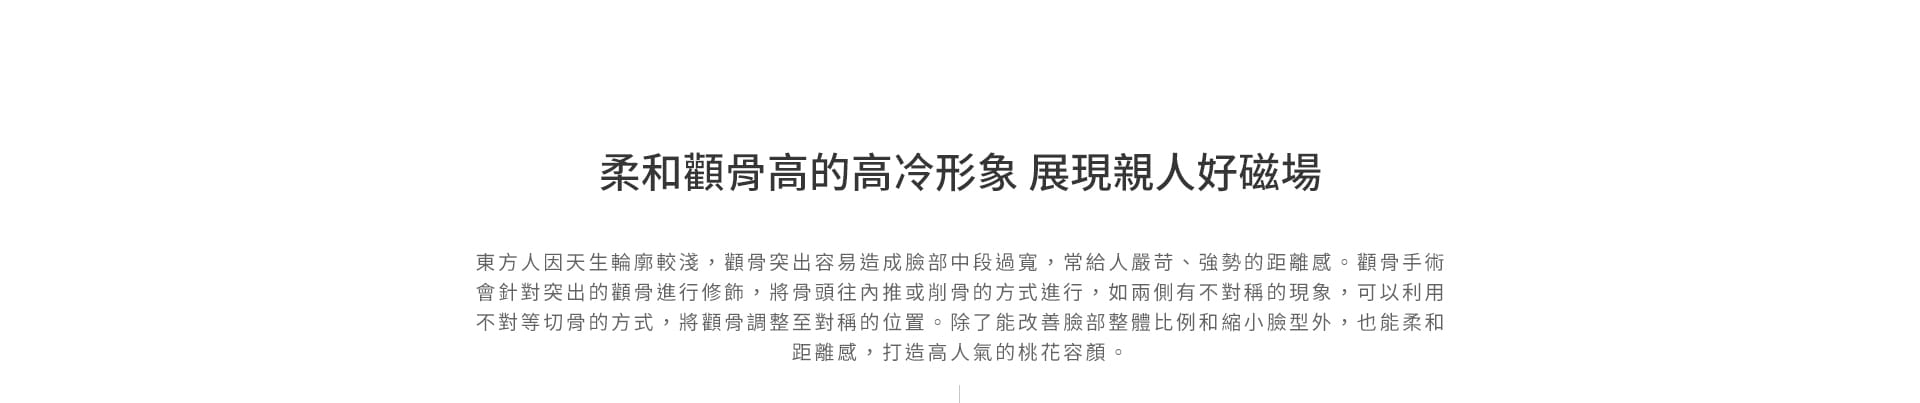 柔和顴骨高的高冷形象 展現親人好磁場
東方人因天生輪廓較淺，顴骨突出容易造成臉部中段過寬，常給人嚴苛、強勢的距離感。顴骨手術
會針對突出的顴骨進行修飾，將骨頭往內推或削骨的方式進行，如兩側有不對稱的現象，可以利用
不對等切骨的方式，將顴骨調整至對稱的位置。除了能改善臉部整體比例和縮小臉型外，也能柔和
距離感，打造高人氣的桃花容顏。